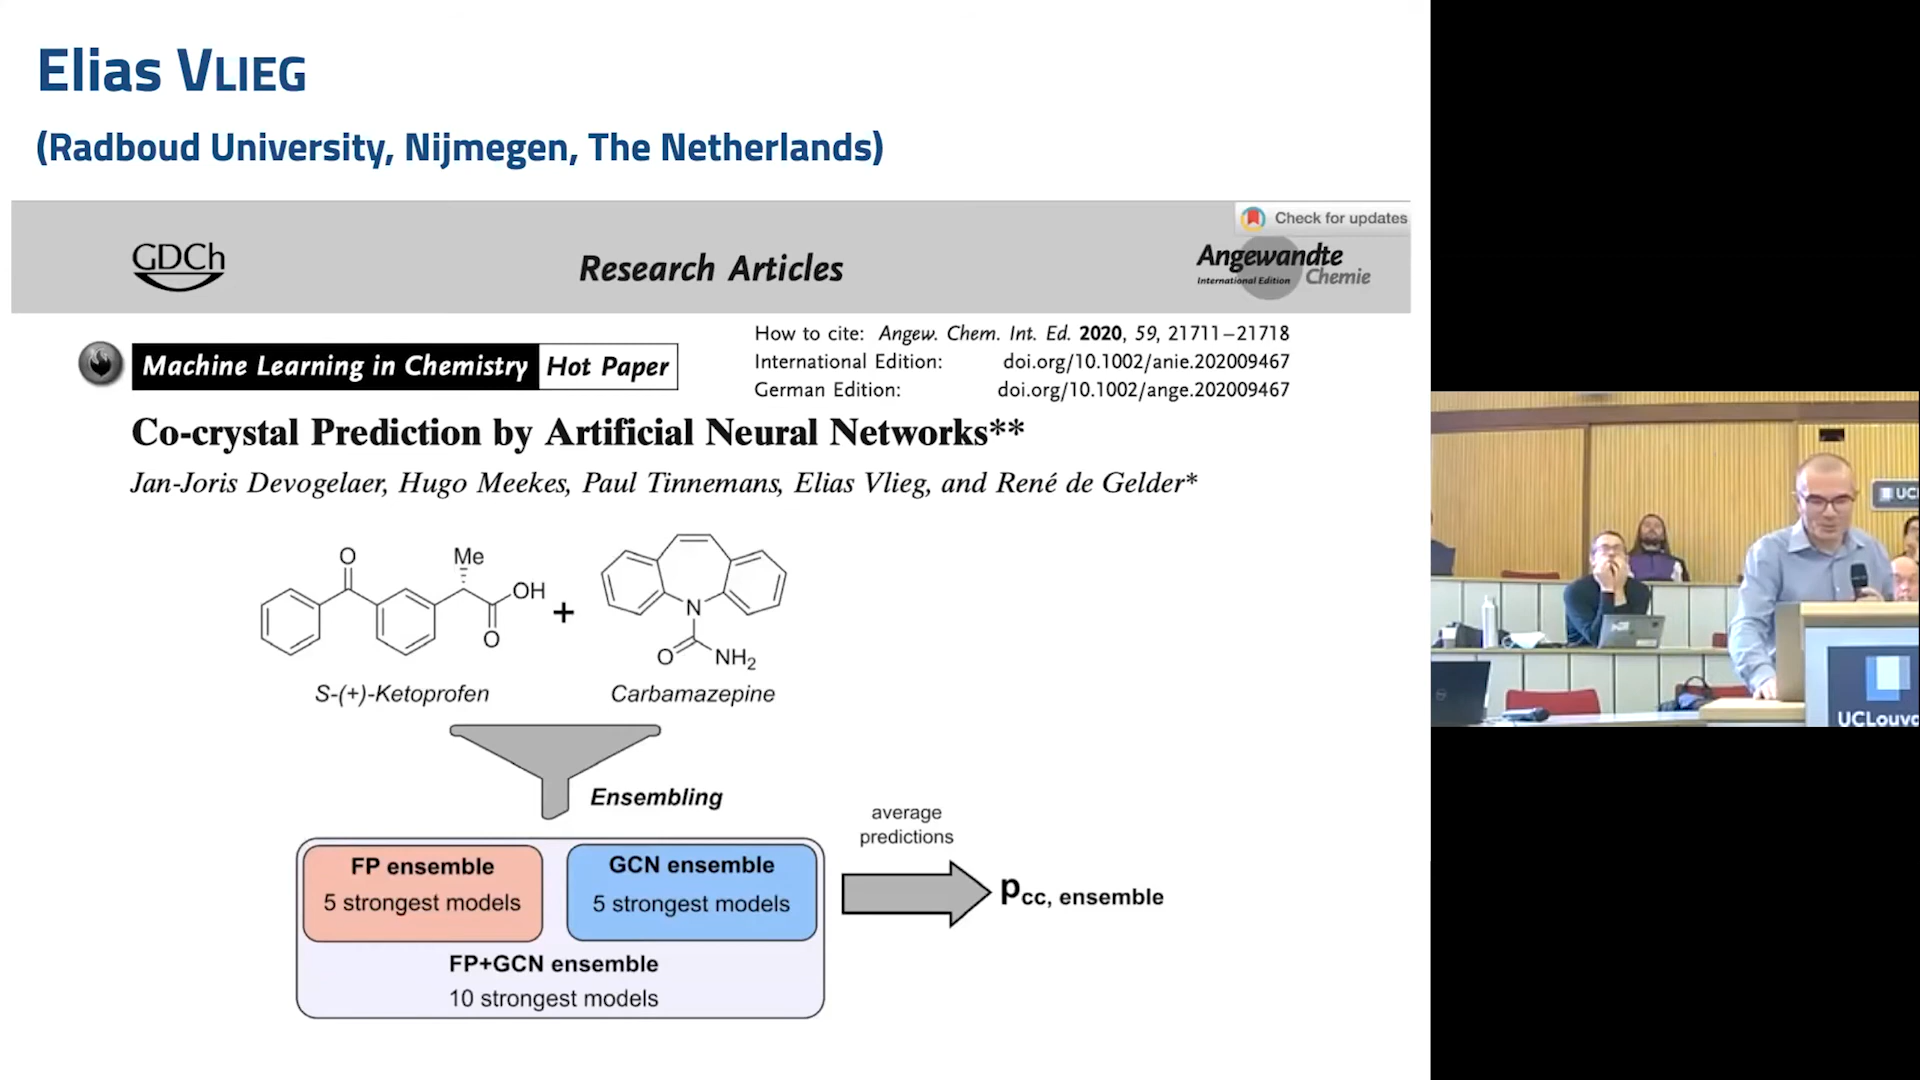 Elias VLIEG
(Radboud University, Nijmegen, The Netherlands)
Check for updates
GDCh
Research Articles
Angewandte
International Edition Chemie
How to cite: Angew. Chem. Int. Ed. 2020, 59, 21711–21718
International Edition: doi.org/10.1002/anie.202009467
German Edition: doi.org/10.1002/ange.202009467
Machine Learning in Chemistry Hot Paper
Co-crystal Prediction by Artificial Neural Networks**
Jan-Joris Devogelaer, Hugo Meekes, Paul Tinnemans, Elias Vlieg, and René de Gelder*
O
Me
OH
O
+
N
O
NH2
S-(+)-Ketoprofen
Carbamazepine
Ensembling
average
predictions
FP ensemble
5 strongest models
GCN ensemble
5 strongest models
Pcc, ensemble
FP+GCN ensemble
10 strongest models
UC
UCLouva